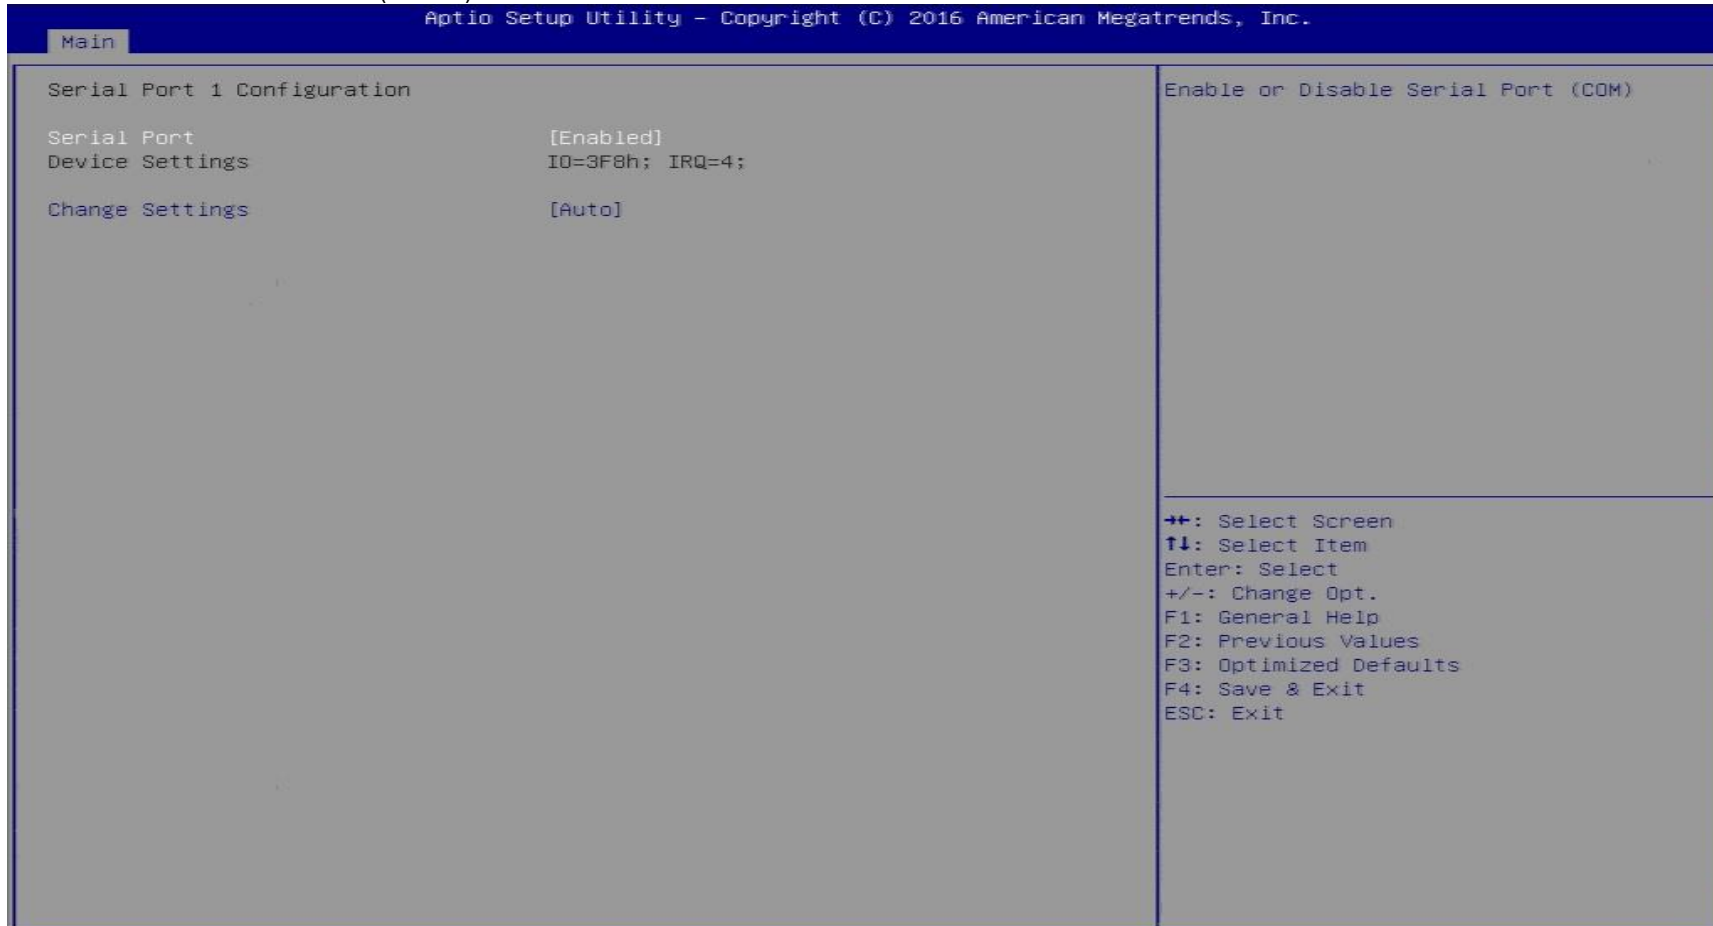 Aptio Setup Utility – Copyright (C) 2016 American Megatrends, Inc.
Main
Serial Port 1 Configuration
Serial Port [Enabled]
Device Settings IO=3F8h; IRQ=4;
Change Settings [Auto]
Enable or Disable Serial Port (COM)
→←: Select Screen
↑↓: Select Item
Enter: Select
+/-: Change Opt.
F1: General Help
F2: Previous Values
F3: Optimized Defaults
F4: Save & Exit
ESC: Exit